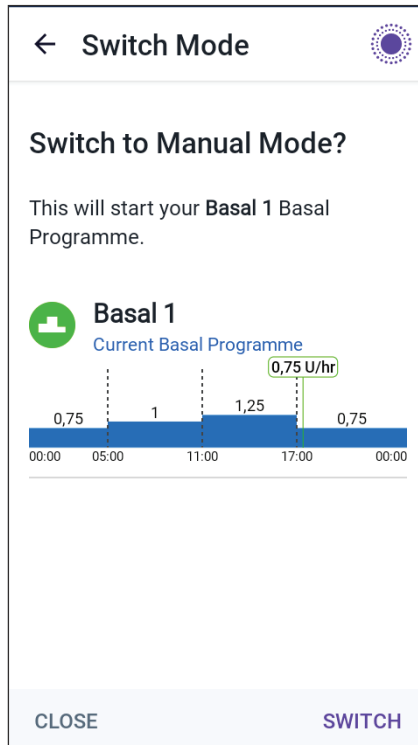 Switch Mode
Switch to Manual Mode?
This will start your Basal 1 Basal
Programme.
Basal 1
Current Basal Programme
0,75 U/hr
0,75 1 1,25 0,75
00:00 05:00 11:00 17:00 00:00
CLOSE SWITCH